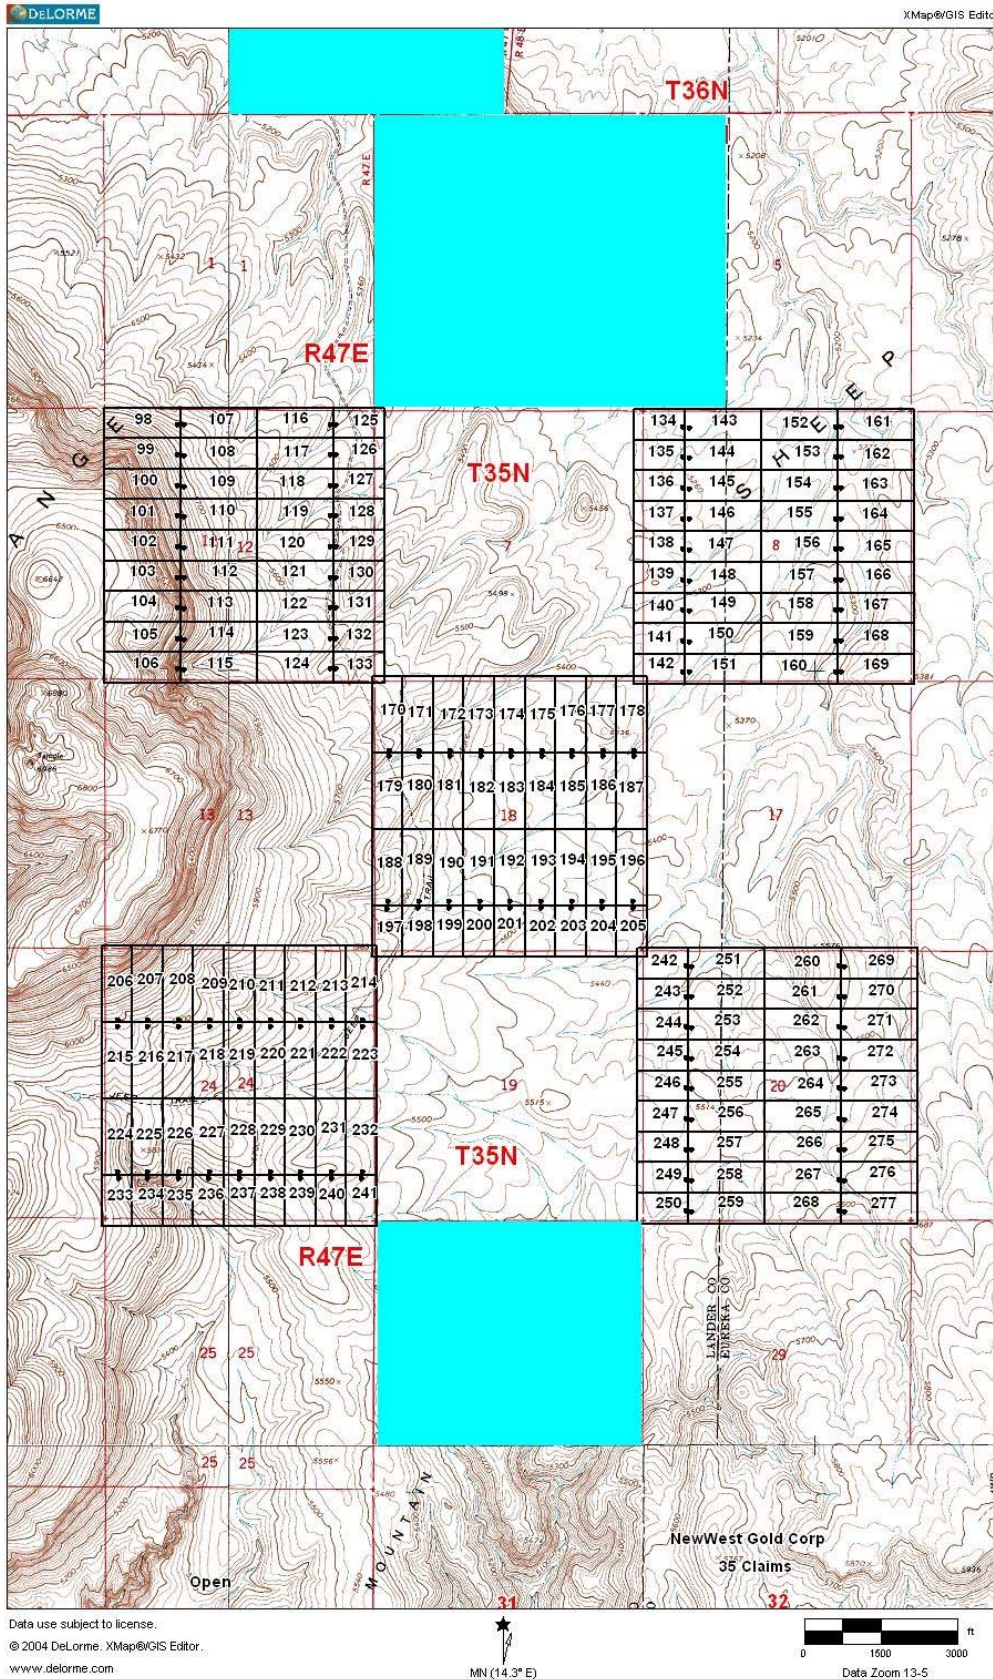 DELORME
XMap®/GIS Edito
T36N
R 47 E
5
1 1
R47E
98 107 116 125
99 108 117 126
100 109 118 127
101 110 119 128
102 111 120 129
12
103 112 121 130
104 113 122 131
105 114 123 132
106 115 124 133
T35N
7
134 143 152 161
135 144 153 162
136 145 154 163
137 146 155 164
138 147 156 165
8
139 148 157 166
140 149 158 167
141 150 159 168
142 151 160 169
A N G E
S H E E P
170 171 172 173 174 175 176 177 178
179 180 181 182 183 184 185 186 187
13 13
18
17
188 189 190 191 192 193 194 195 196
TRAIL
197 198 199 200 201 202 203 204 205
206 207 208 209 210 211 212 213 214
215 216 217 218 219 220 221 222 223
24 24
JEEP TRAIL
224 225 226 227 228 229 230 231 232
233 234 235 236 237 238 239 240 241
19
T35N
242 251 260 269
243 252 261 270
244 253 262 271
245 254 263 272
246 255 264 273
20
247 256 265 274
248 257 266 275
249 258 267 276
250 259 268 277
R47E
LANDER CO
EUREKA CO
25 25
29
25 25
MOUNTAIN
NewWest Gold Corp
35 Claims
Open
31
32
Data use subject to license.
© 2004 DeLorme. XMap®/GIS Editor.
www.delorme.com
MN (14.3° E)
ft
0 1500 3000
Data Zoom 13-5